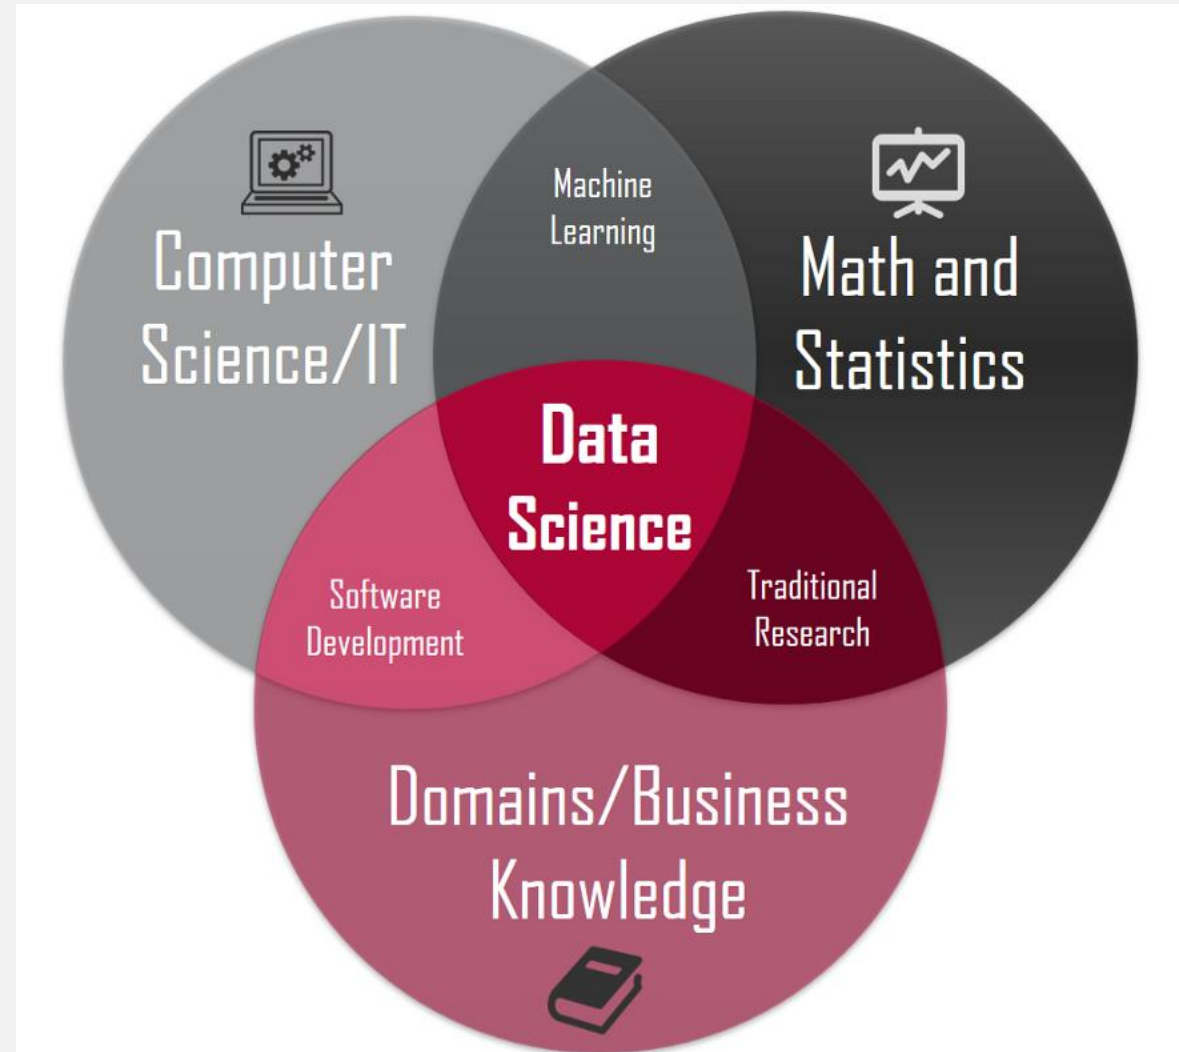 Computer
Science/IT
Machine
Learning
Math and
Statistics
Data
Science
Software
Development
Traditional
Research
Domains/Business
Knowledge